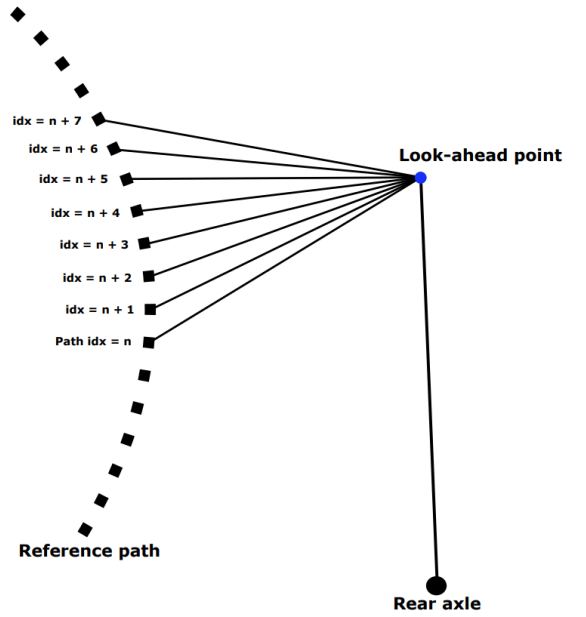 idx = n + 7
idx = n + 6
Look-ahead point
idx = n + 5
idx = n + 4
idx = n + 3
idx = n + 2
idx = n + 1
Path idx = n
Reference path
Rear axle